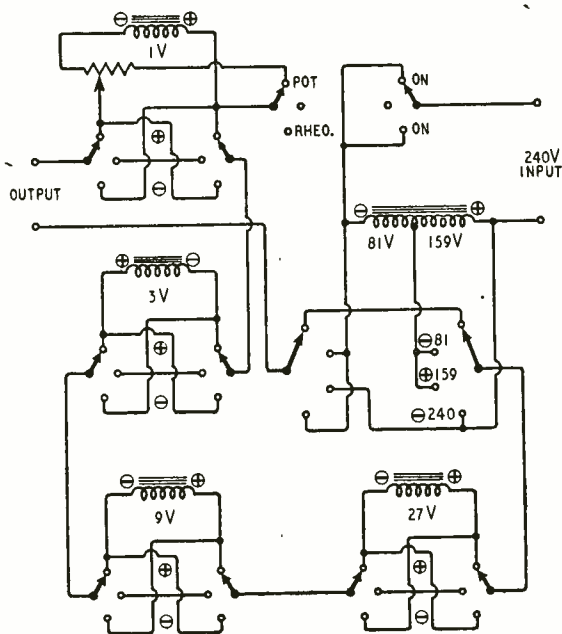 ⊖ ⊕
1V
POT
RHEO.
ON
ON
240V
INPUT
⊕
⊖
OUTPUT
⊖ ⊕
81V 159V
⊕ ⊖
3V
⊕
⊖
⊖81
⊕159
⊖240
⊖ ⊕
9V
⊕
⊖
⊖ ⊕
27V
⊕
⊖